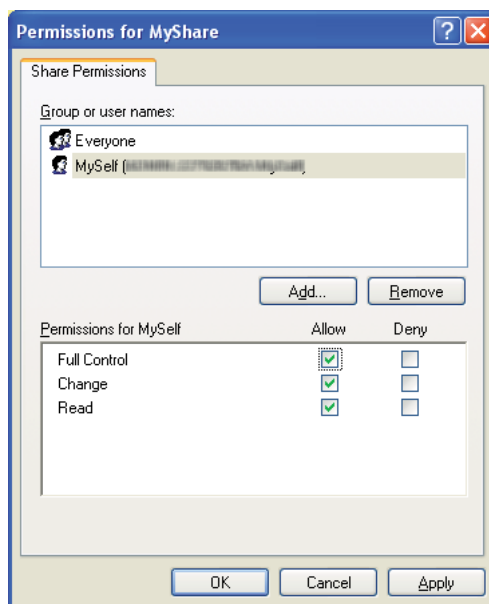 Permissions for MyShare
Share Permissions
Group or user names:
Everyone
MySelf (
Add... Remove
Permissions for MySelf Allow Deny
Full Control
Change
Read
OK Cancel Apply